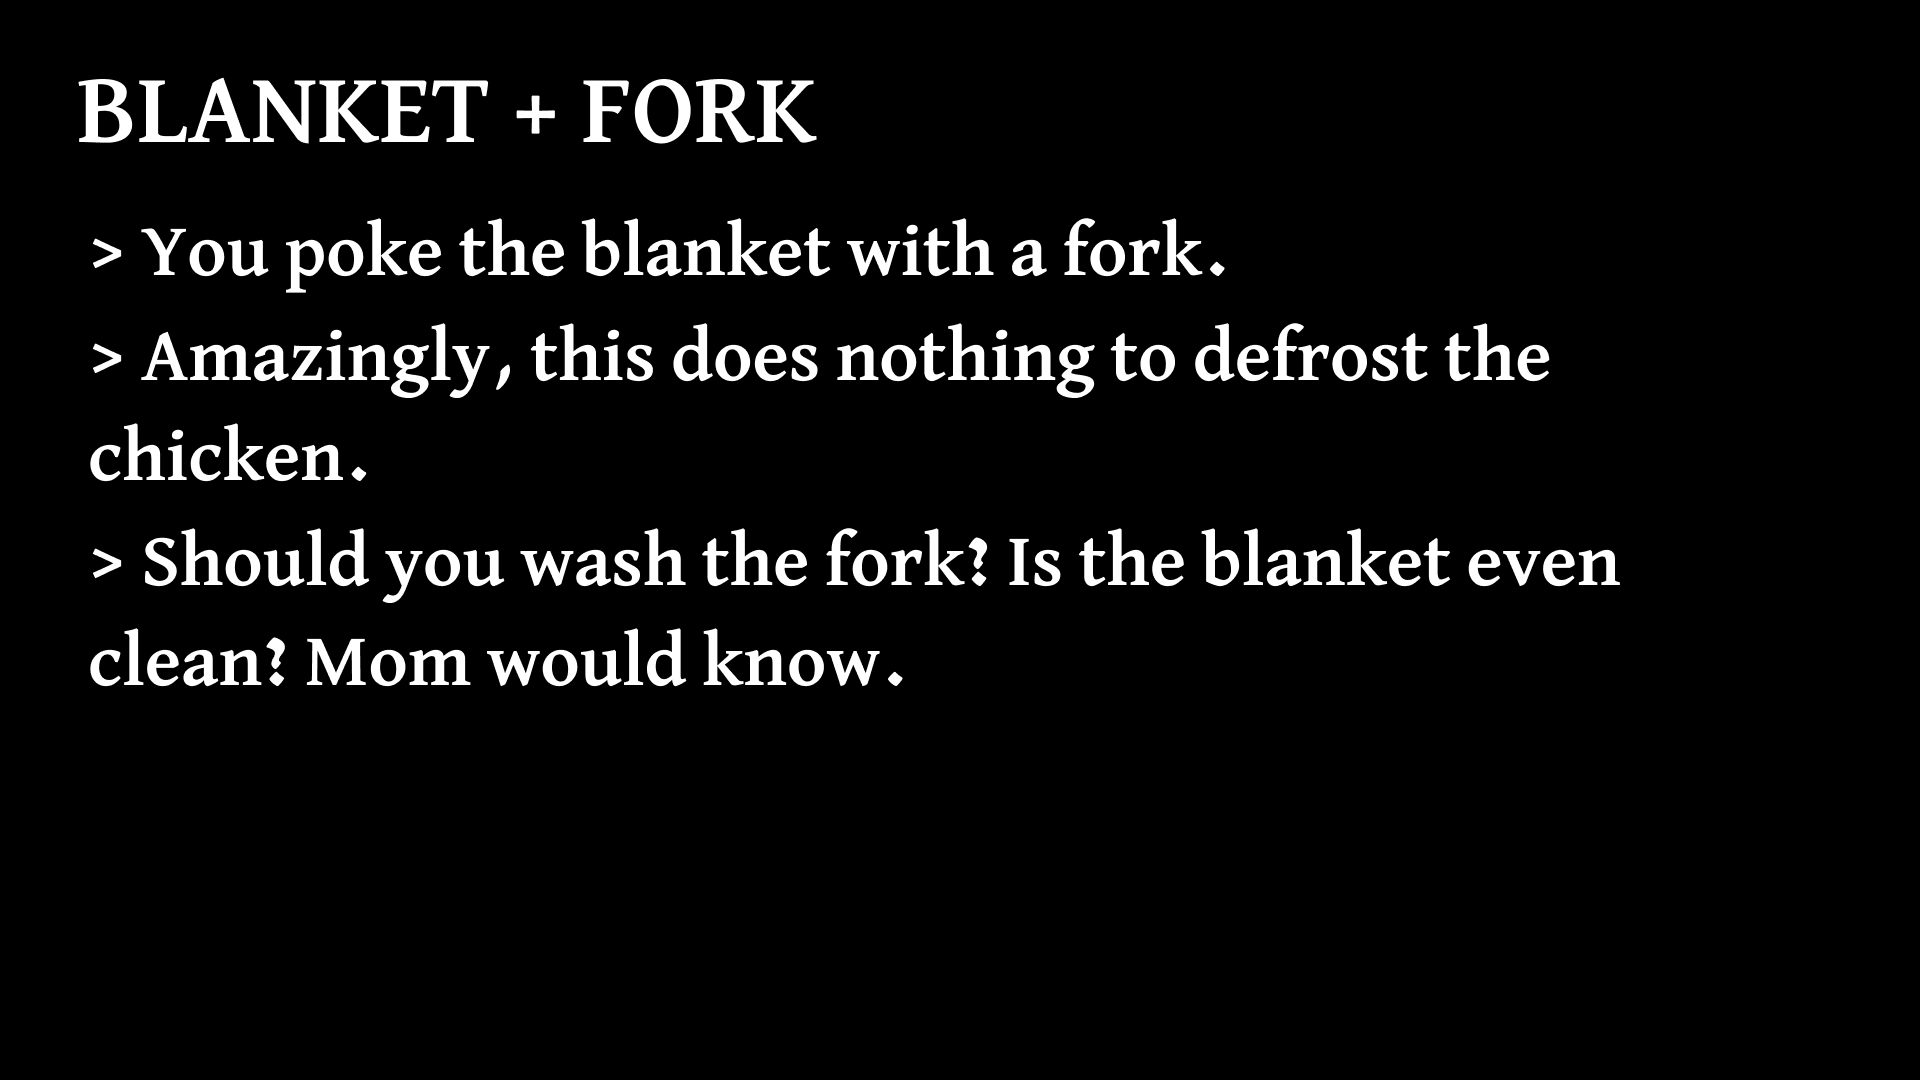 BLANKET + FORK
> You poke the blanket with a fork.
> Amazingly, this does nothing to defrost the
chicken.
> Should you wash the fork? Is the blanket even
clean? Mom would know.